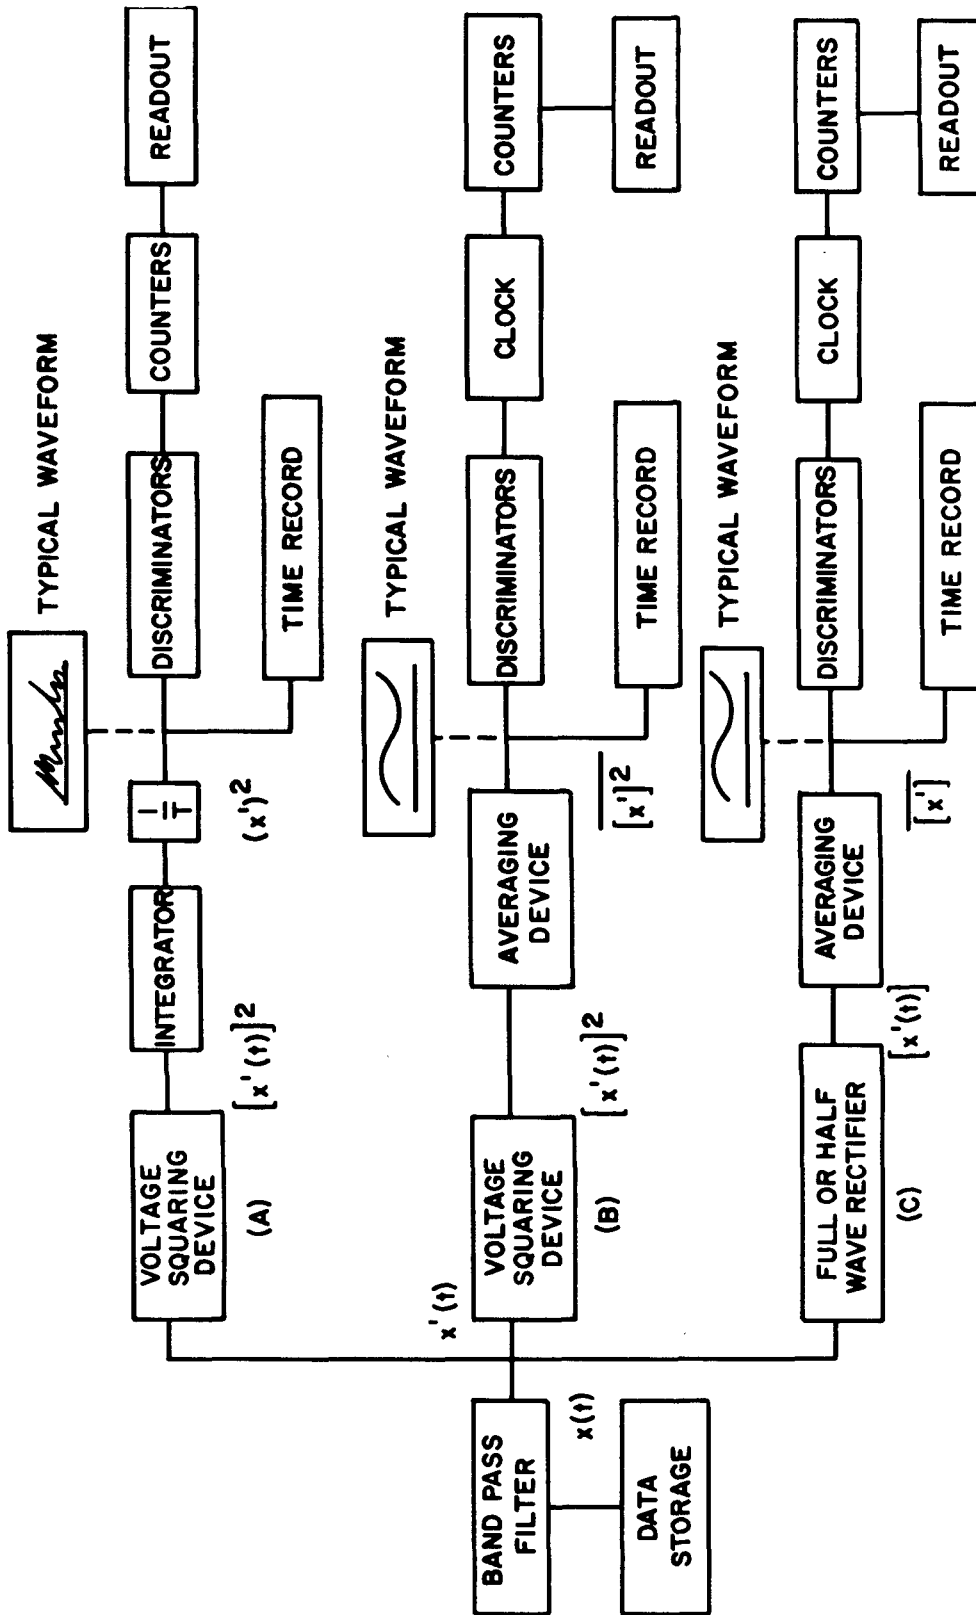 BAND PASS
FILTER
x(t)
DATA
STORAGE
x'(t)
VOLTAGE
SQUARING
DEVICE
(A)
[x'(t)]2
INTEGRATOR
1
T
(x')2
TYPICAL WAVEFORM
DISCRIMINATORS
TIME RECORD
COUNTERS
READOUT
VOLTAGE
SQUARING
DEVICE
(B)
[x'(t)]2
AVERAGING
DEVICE
[x']2
TYPICAL WAVEFORM
DISCRIMINATORS
TIME RECORD
CLOCK
COUNTERS
READOUT
FULL OR HALF
WAVE RECTIFIER
(C)
[x'(t)]
AVERAGING
DEVICE
[x']
TYPICAL WAVEFORM
DISCRIMINATORS
TIME RECORD
CLOCK
COUNTERS
READOUT